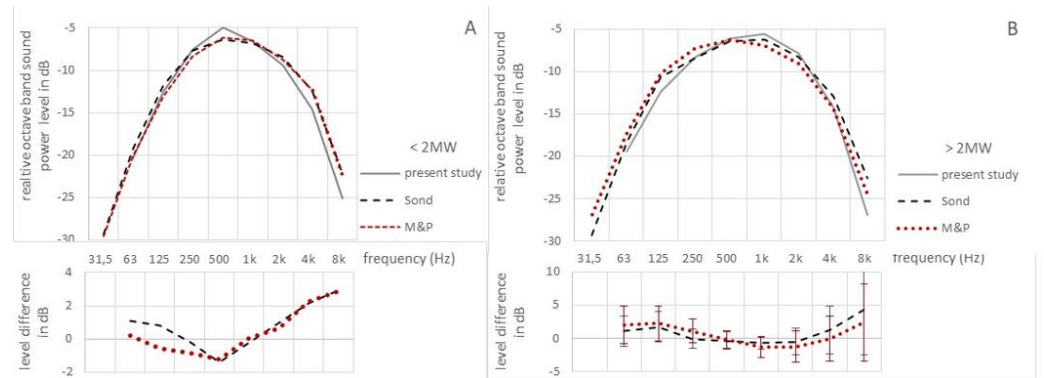 A
realtive octave band sound
power level in dB
-5
-10
-15
-20
-25
-30
< 2MW
present study
Sond
M&P
31,5 63 125 250 500 1k 2k 4k 8k frequency (Hz)
level difference
in dB
4
2
0
-2
B
relative octave band sound
power level in dB
-5
-10
-15
-20
-25
-30
> 2MW
present study
Sond
M&P
31,5 63 125 250 500 1k 2k 4k 8k frequency (Hz)
level difference
in dB
10
5
0
-5